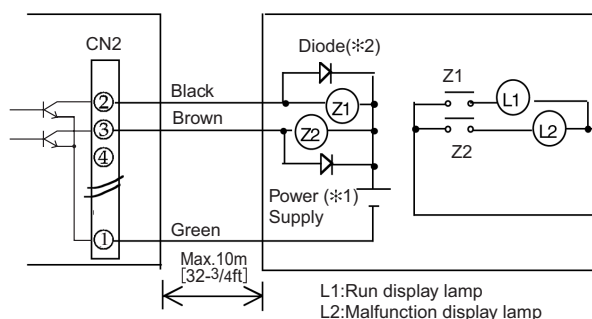 CN2
Diode(※2)
②
Black
Z1
Z1
L1
③
Brown
Z2
L2
④
Z2
Power (※1)
Supply
①
Green
Max.10m
[32-3/4ft]
L1:Run display lamp
L2:Malfunction display lamp